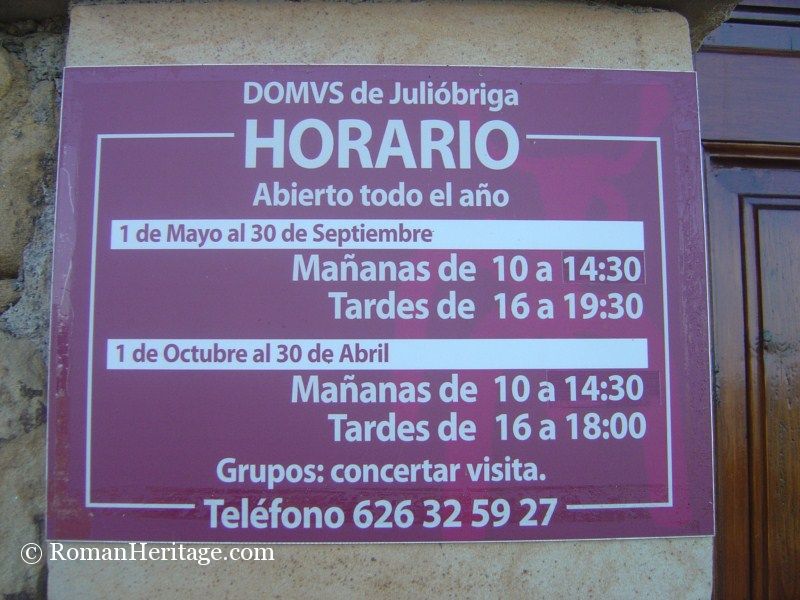 DOMVS de Julióbriga
HORARIO
Abierto todo el año
1 de Mayo al 30 de Septiembre
Mañanas de 10 a 14:30
Tardes de 16 a 19:30
1 de Octubre al 30 de Abril
Mañanas de 10 a 14:30
Tardes de 16 a 18:00
Grupos: concertar visita.
Teléfono 626 32 59 27
© RomanHeritage.com